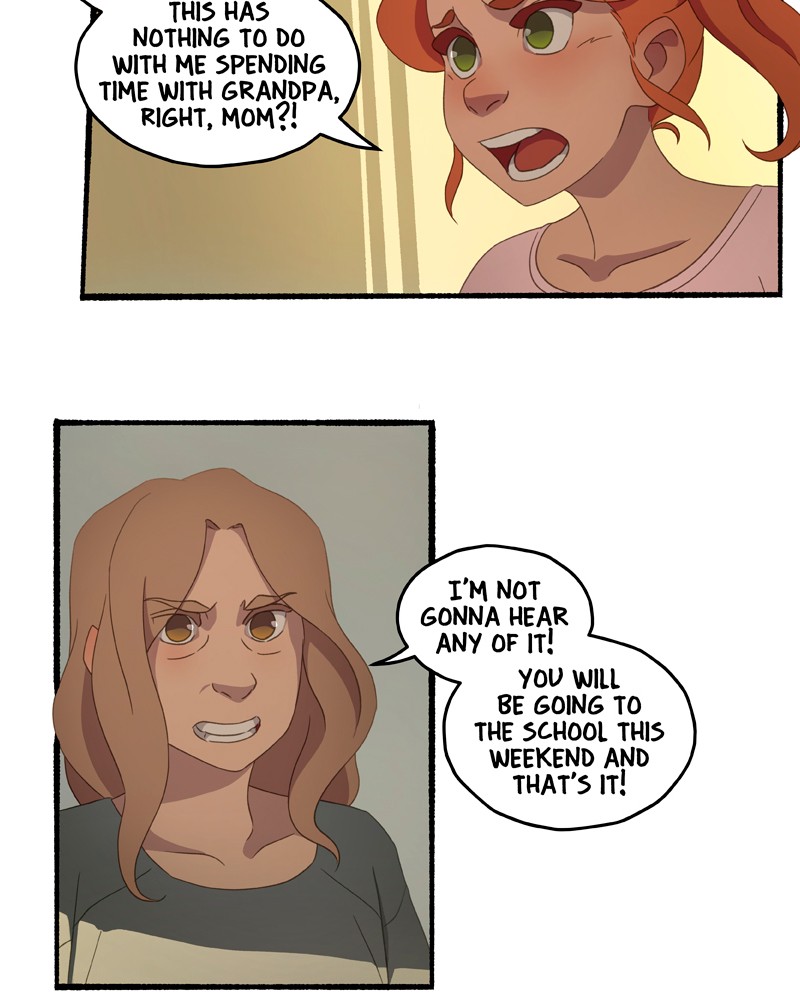 THIS HAS
NOTHING TO DO
WITH ME SPENDING
TIME WITH GRANDPA,
RIGHT, MOM?!
I'M NOT
GONNA HEAR
ANY OF IT!
YOU WILL
BE GOING TO
THE SCHOOL THIS
WEEKEND AND
THAT'S IT!